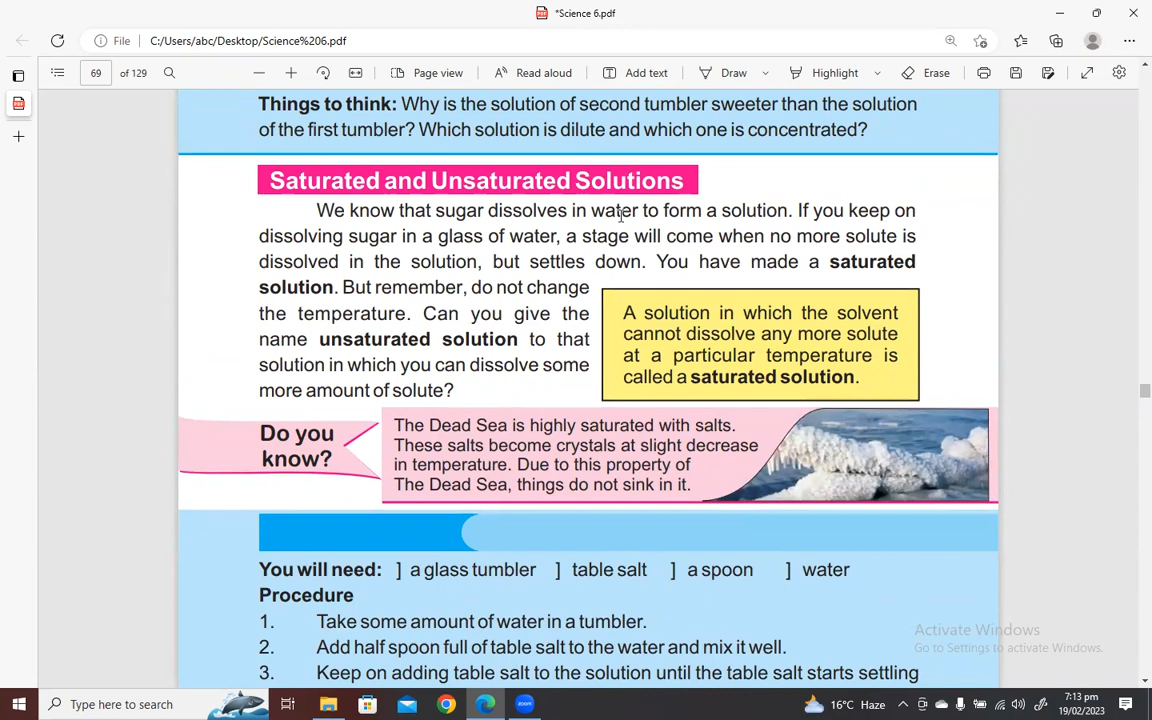 *Science 6.pdf
File C:/Users/abc/Desktop/Science%206.pdf
69 of 129 Page view Read aloud Add text Draw Highlight Erase
Things to think: Why is the solution of second tumbler sweeter than the solution
of the first tumbler? Which solution is dilute and which one is concentrated?
Saturated and Unsaturated Solutions
We know that sugar dissolves in water to form a solution. If you keep on
dissolving sugar in a glass of water, a stage will come when no more solute is
dissolved in the solution, but settles down. You have made a saturated
solution. But remember, do not change
the temperature. Can you give the
name unsaturated solution to that
solution in which you can dissolve some
more amount of solute?
A solution in which the solvent
cannot dissolve any more solute
at a particular temperature is
called a saturated solution.
Do you
know?
The Dead Sea is highly saturated with salts.
These salts become crystals at slight decrease
in temperature. Due to this property of
The Dead Sea, things do not sink in it.
You will need: ] a glass tumbler ] table salt ] a spoon ] water
Procedure
1. Take some amount of water in a tumbler.
2. Add half spoon full of table salt to the water and mix it well.
3. Keep on adding table salt to the solution until the table salt starts settling
Activate Windows
Go to Settings to activate Windows.
Type here to search
zoom
16°C Haze
7:13 pm
19/02/2023